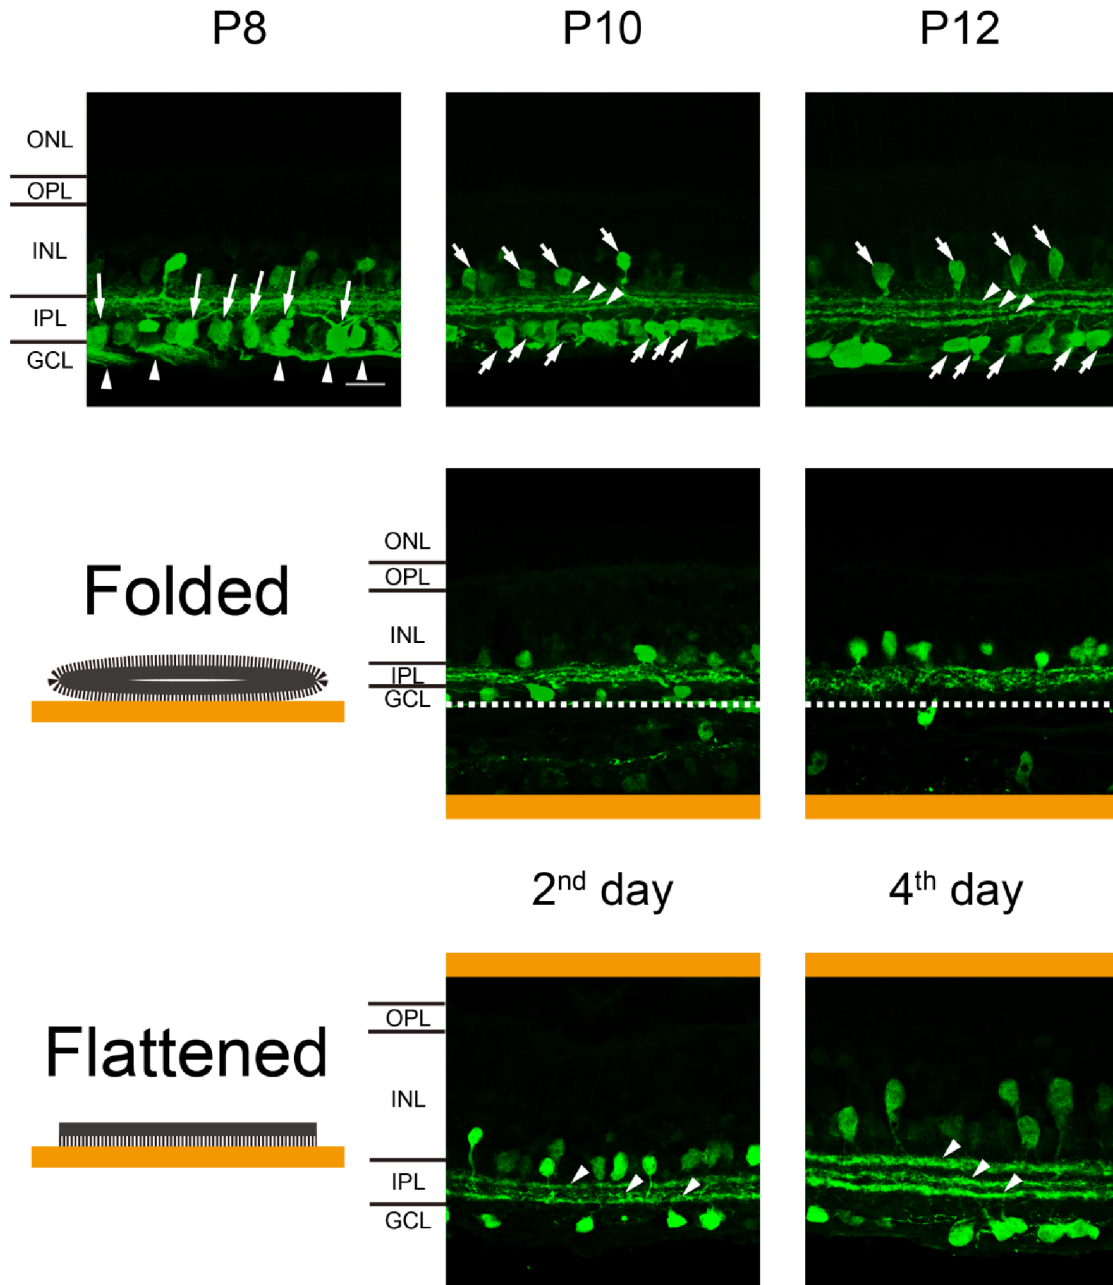 P8 P10 P12
ONL
OPL
INL
IPL
GCL
Folded
ONL
OPL
INL
IPL
GCL
2nd day 4th day
Flattened
OPL
INL
IPL
GCL